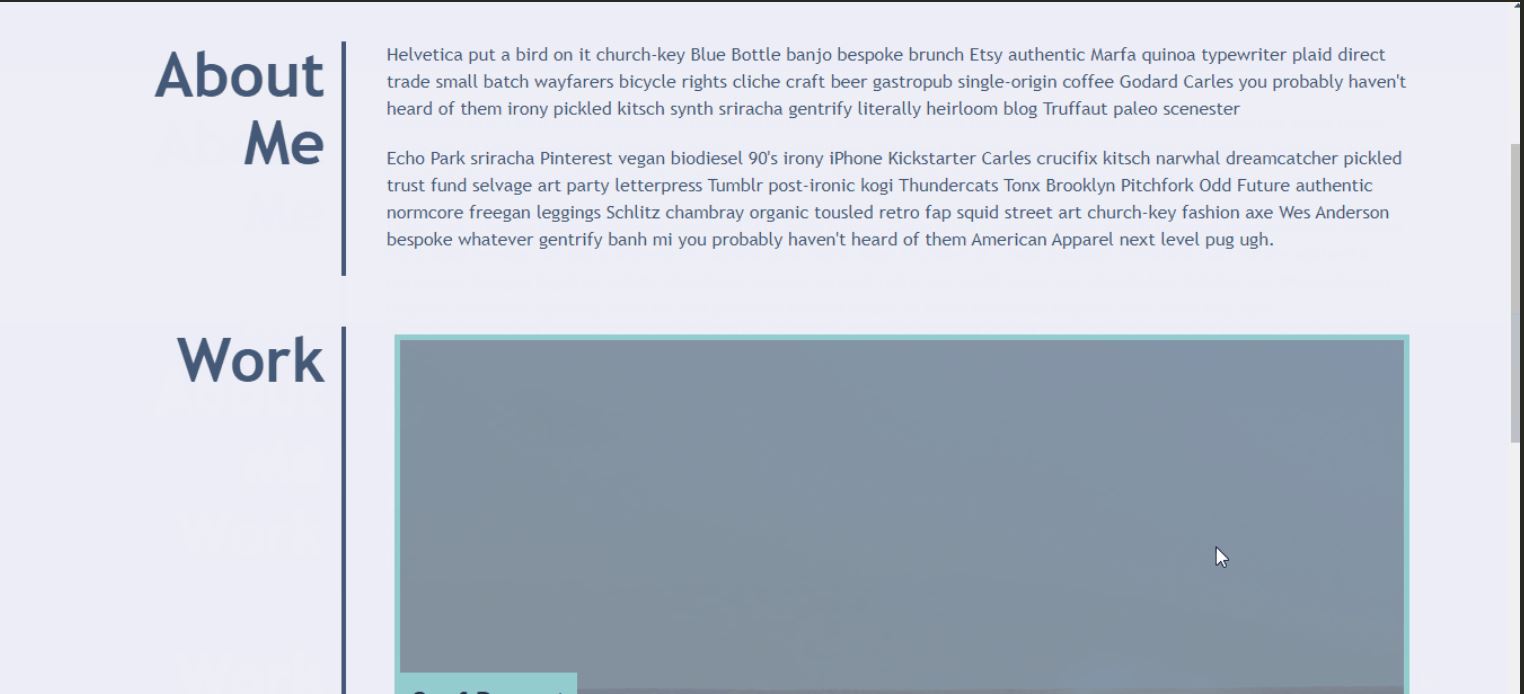 About
Me
Helvetica put a bird on it church-key Blue Bottle banjo bespoke brunch Etsy authentic Marfa quinoa typewriter plaid direct
trade small batch wayfarers bicycle rights cliche craft beer gastropub single-origin coffee Godard Carles you probably haven't
heard of them irony pickled kitsch synth sriracha gentrify literally heirloom blog Truffaut paleo scenester
Echo Park sriracha Pinterest vegan biodiesel 90's irony iPhone Kickstarter Carles crucifix kitsch narwhal dreamcatcher pickled
trust fund selvage art party letterpress Tumblr post-ironic kogi Thundercats Tonx Brooklyn Pitchfork Odd Future authentic
normcore freegan leggings Schlitz chambray organic tousled retro fap squid street art church-key fashion axe Wes Anderson
bespoke whatever gentrify banh mi you probably haven't heard of them American Apparel next level pug ugh.
Work